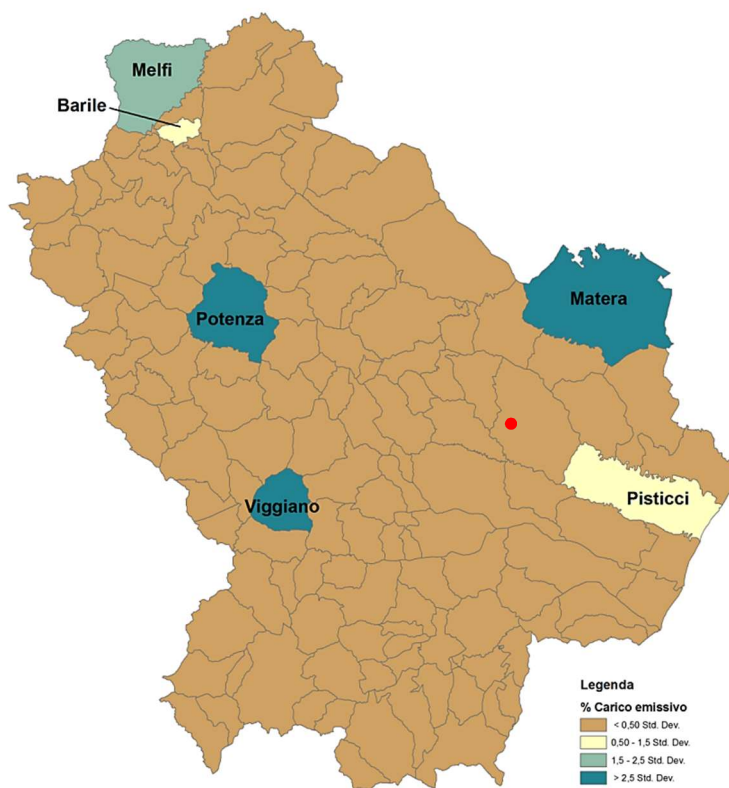 Melfi
Barile
Potenza
Matera
Viggiano
Pisticci
Legenda
% Carico emissivo
< 0,50 Std. Dev.
0,50 - 1,5 Std. Dev.
1,5 - 2,5 Std. Dev.
> 2,5 Std. Dev.